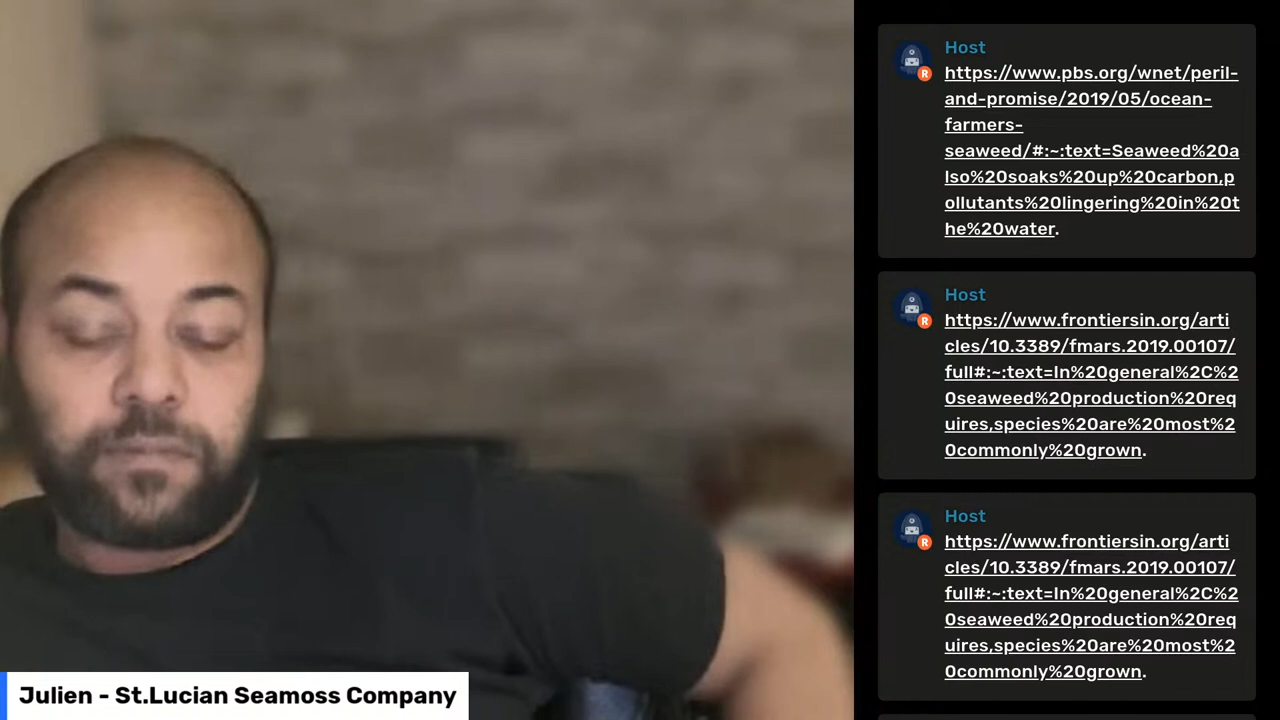 Host
https://www.pbs.org/wnet/peril-
and-promise/2019/05/ocean-
farmers-
seaweed/#:~:text=Seaweed%20a
lso%20soaks%20up%20carbon,p
ollutants%20lingering%20in%20t
he%20water.
Host
https://www.frontiersin.org/arti
cles/10.3389/fmars.2019.00107/
full#:~:text=In%20general%2C%2
0seaweed%20production%20req
uires,species%20are%20most%2
0commonly%20grown.
Host
https://www.frontiersin.org/arti
cles/10.3389/fmars.2019.00107/
full#:~:text=In%20general%2C%2
0seaweed%20production%20req
uires,species%20are%20most%2
0commonly%20grown.
Julien - St.Lucian Seamoss Company